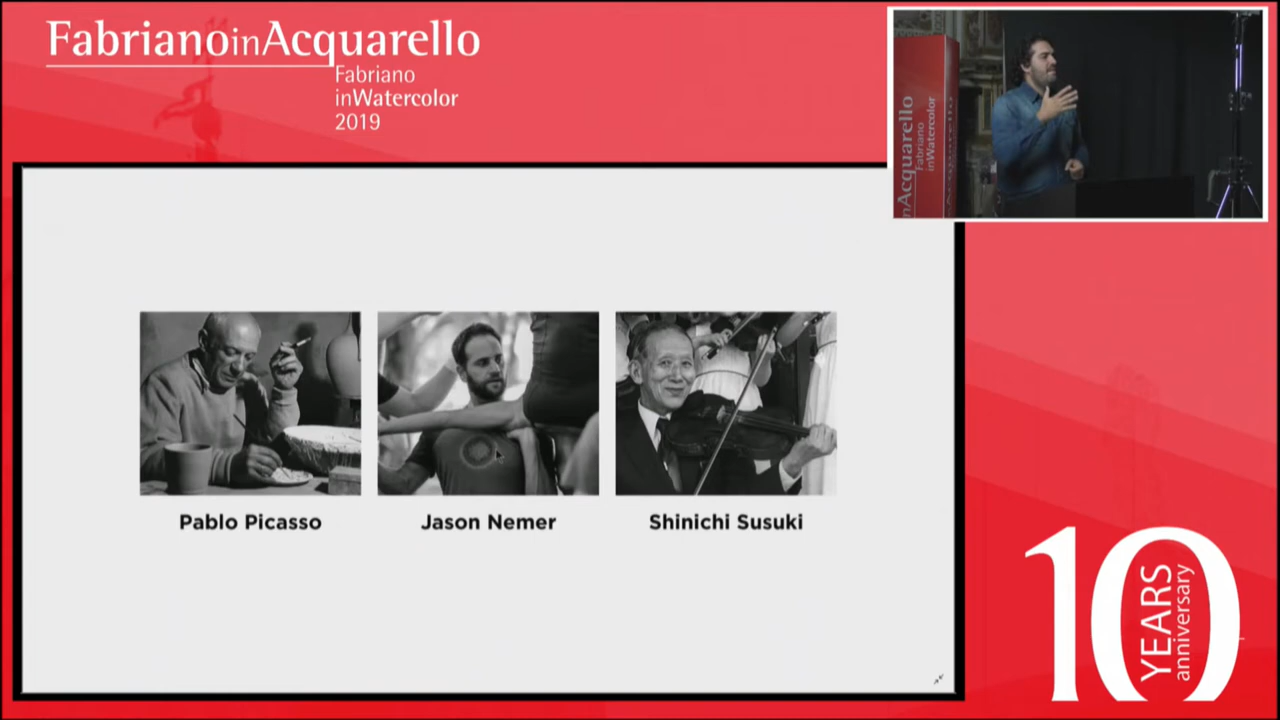 FabrianoinAcquarello
Fabriano
inWatercolor
2019
inAcquarello
Fabriano
inWatercolor
Pablo Picasso
Jason Nemer
Shinichi Susuki
10
YEARS
anniversary